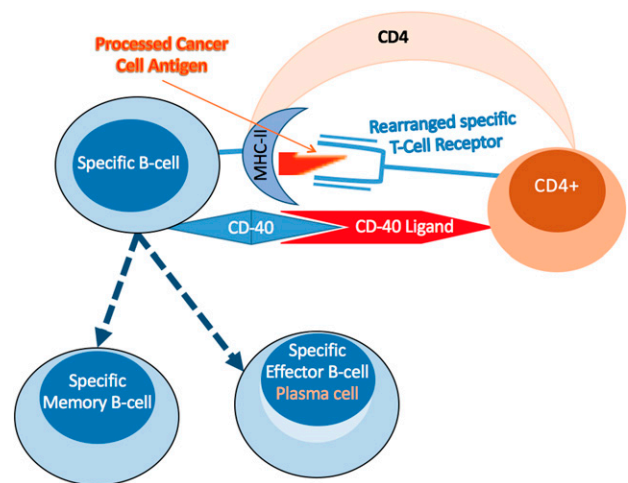 CD4
Processed Cancer
Cell Antigen
Rearranged specific
T-Cell Receptor
MHC-II
Specific B-cell
CD4+
CD-40
CD-40 Ligand
Specific
Memory B-cell
Specific
Effector B-cell
Plasma cell